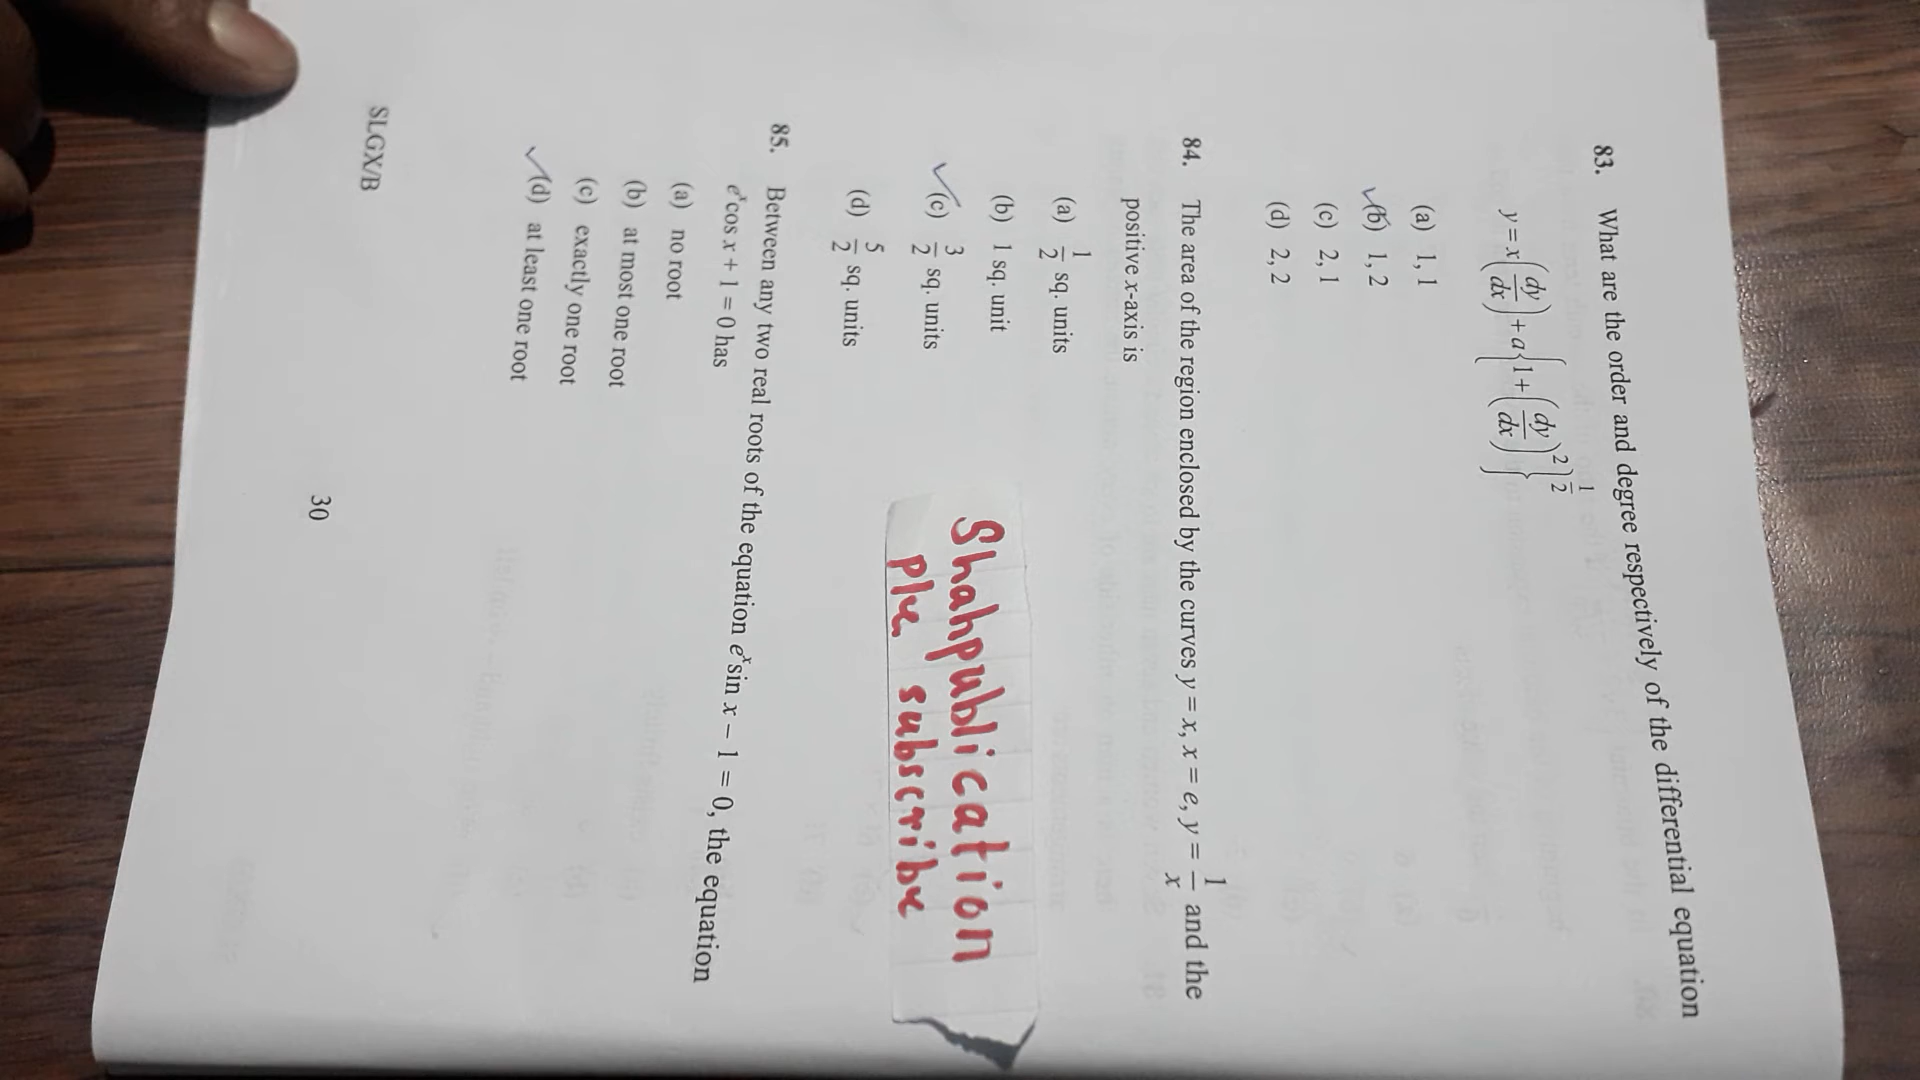 83. What are the order and degree respectively of the differential equation
y = x(dy/dx) + a{1 + (dy/dx)²}^(1/2)
(a) 1, 1
(b) 1, 2
(c) 2, 1
(d) 2, 2
84. The area of the region enclosed by the curves y = x, x = e, y = 1/x and the
positive x-axis is
(a) 1/2 sq. units
(b) 1 sq. unit
(c) 3/2 sq. units
(d) 5/2 sq. units
Shahpublication
ple subscribe
85. Between any two real roots of the equation eˣsin x − 1 = 0, the equation
eˣcos x + 1 = 0 has
(a) no root
(b) at most one root
(c) exactly one root
(d) at least one root
SLGX/B
30